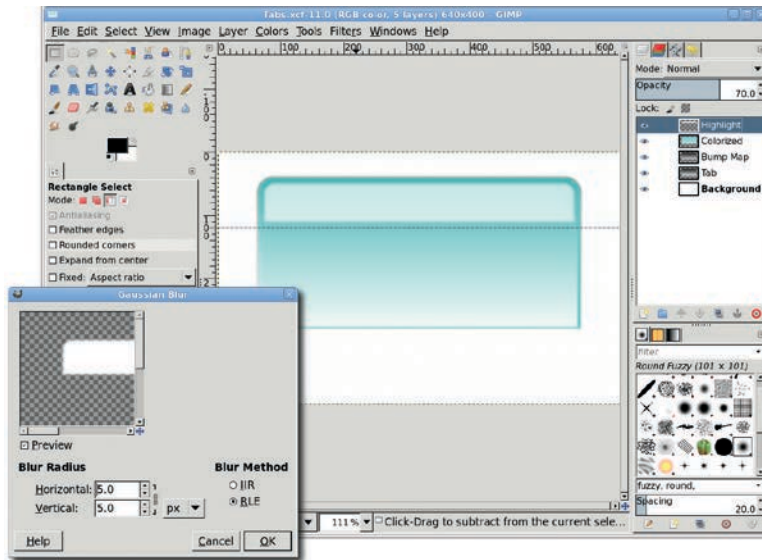 Tabs.xcf-11.0 (RGB color, 5 layers) 640x400 – GIMP
File Edit Select View Image Layer Colors Tools Filters Windows Help
0 100 200 300 400 500 600
Mode: Normal
Opacity
70.0
Lock:
Highlight
Colorized
Bump Map
Tab
Background
Rectangle Select
Mode:
Antialiasing
Feather edges
Rounded corners
Expand from center
Fixed: Aspect ratio
Gaussian Blur
Preview
Blur Radius
Horizontal: 5.0
Vertical: 5.0
px
Blur Method
IIR
RLE
Help
Cancel
OK
filter
Round Fuzzy (101 x 101)
fuzzy, round,
Spacing
20.0
111%
Click-Drag to subtract from the current sele...